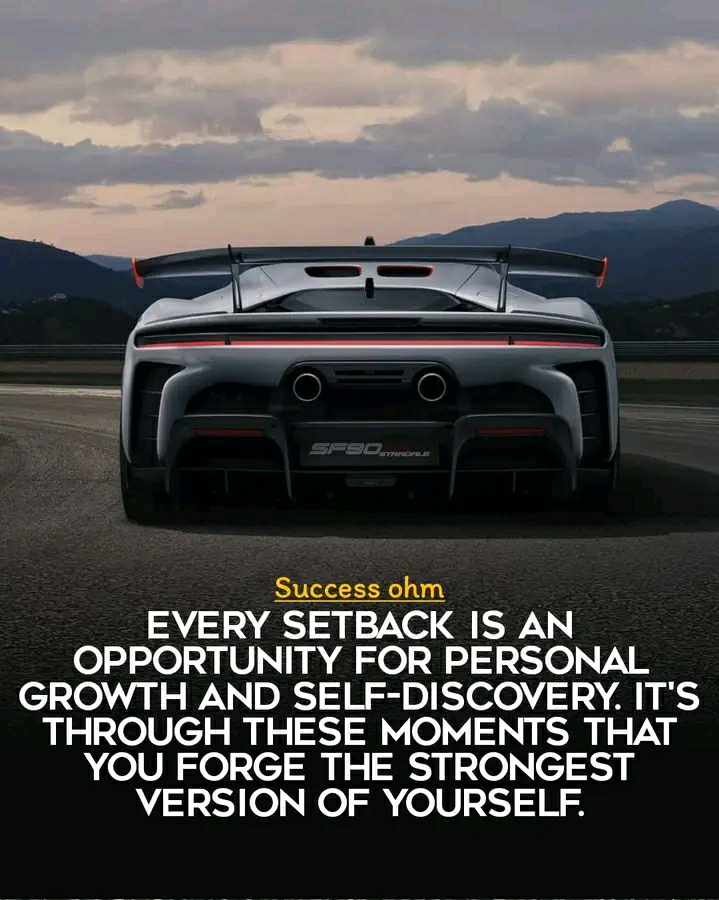 SF90 XX
STRADALE
Success ohm
EVERY SETBACK IS AN
OPPORTUNITY FOR PERSONAL
GROWTH AND SELF-DISCOVERY. IT'S
THROUGH THESE MOMENTS THAT
YOU FORGE THE STRONGEST
VERSION OF YOURSELF.